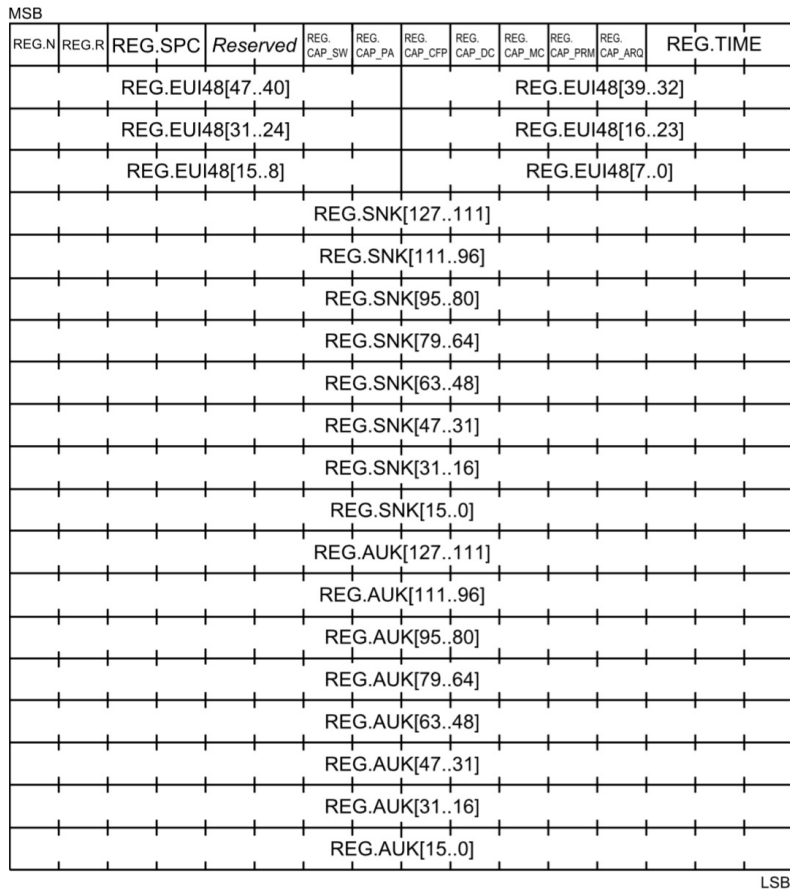 MSB
REG.N REG.R REG.SPC Reserved REG. CAP_SW REG. CAP_PA REG. CAP_CFP REG. CAP_DC REG. CAP_MC REG. CAP_PRM REG. CAP_ARQ REG.TIME
REG.EUI48[47..40] REG.EUI48[39..32]
REG.EUI48[31..24] REG.EUI48[16..23]
REG.EUI48[15..8] REG.EUI48[7..0]
REG.SNK[127..111]
REG.SNK[111..96]
REG.SNK[95..80]
REG.SNK[79..64]
REG.SNK[63..48]
REG.SNK[47..31]
REG.SNK[31..16]
REG.SNK[15..0]
REG.AUK[127..111]
REG.AUK[111..96]
REG.AUK[95..80]
REG.AUK[79..64]
REG.AUK[63..48]
REG.AUK[47..31]
REG.AUK[31..16]
REG.AUK[15..0]
LSB